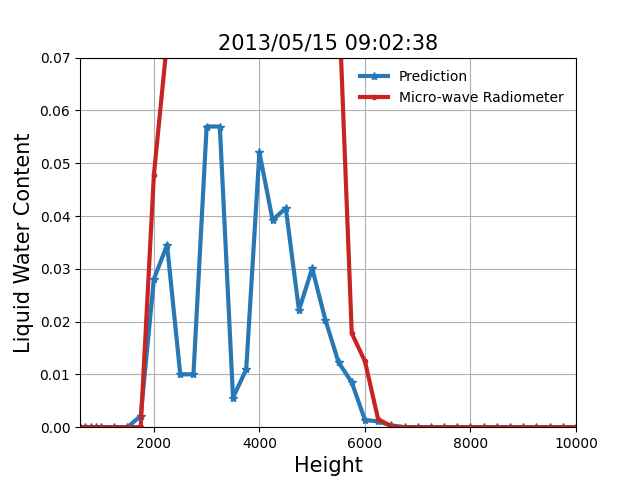 2013/05/15 09:02:38
0.07
0.06
0.05
0.04
0.03
0.02
0.01
0.00
Liquid Water Content
Prediction
Micro-wave Radiometer
2000 4000 6000 8000 10000
Height